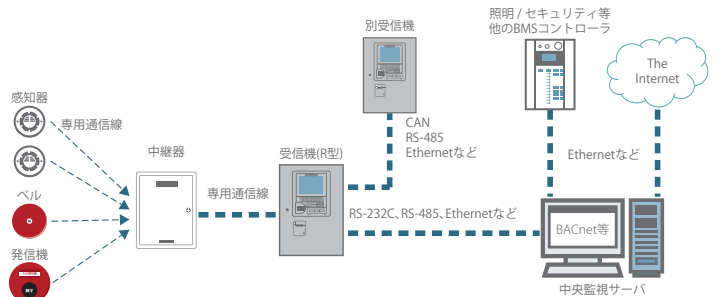 別受信機
照明 / セキュリティ等
他のBMSコントローラ
The
Internet
感知器
専用通信線
CAN
RS-485
Ethernetなど
中継器
受信機(R型)
Ethernetなど
専用通信線
ベル
RS-232C、RS-485、Ethernetなど
BACnet等
発信機
中央監視サーバ